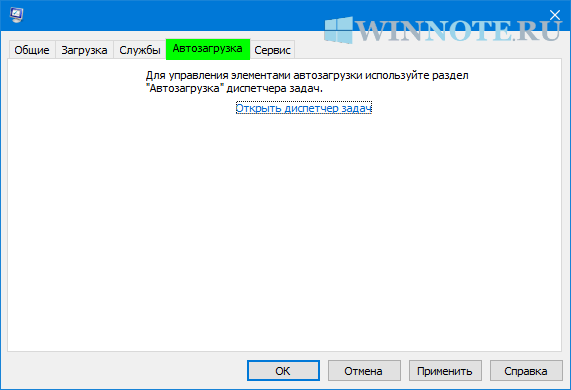 WINNOTE.RU
Общие Загрузка Службы Автозагрузка Сервис
Для управления элементами автозагрузки используйте раздел
"Автозагрузка" диспетчера задач.
Открыть диспетчер задач
ОК Отмена Применить Справка